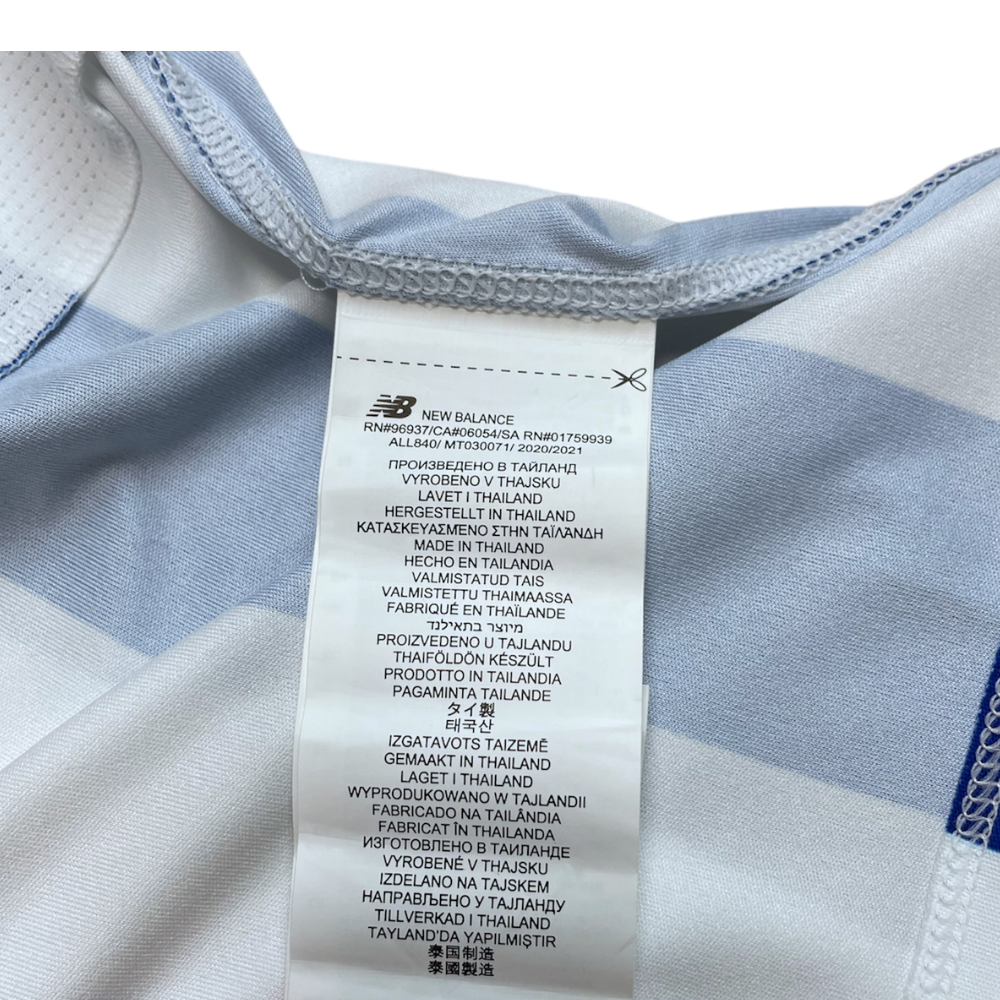 NB NEW BALANCE
RN#96937/CA#06054/SA RN#01759939
ALL840/ MT030071/ 2020/2021
ПРОИЗВЕДЕНО В ТАЙЛАНД
VYROBENO V THAJSKU
LAVET I THAILAND
HERGESTELLT IN THAILAND
ΚΑΤΑΣΚΕΥΑΣΜΈΝΟ ΣΤΗΝ ΤΑΪΛΆΝΔΗ
MADE IN THAILAND
HECHO EN TAILANDIA
VALMISTATUD TAIS
VALMISTETTU THAIMAASSA
FABRIQUÉ EN THAÏLANDE
מיוצר בתאילנד
PROIZVEDENO U TAJLANDU
THAIFÖLDÖN KÉSZÜLT
PRODOTTO IN TAILANDIA
PAGAMINTA TAILANDE
タイ製
태국산
IZGATAVOTS TAIZEMĒ
GEMAAKT IN THAILAND
LAGET I THAILAND
WYPRODUKOWANO W TAJLANDII
FABRICADO NA TAILÂNDIA
FABRICAT ÎN THAILANDA
ИЗГОТОВЛЕНО В ТАИЛАНДЕ
VYROBENÉ V THAJSKU
IZDELANO NA TAJSKEM
НАПРАВЉЕНО У ТАЈЛАНДУ
TILLVERKAD I THAILAND
TAYLAND'DA YAPILMIŞTIR
泰国制造
泰國製造